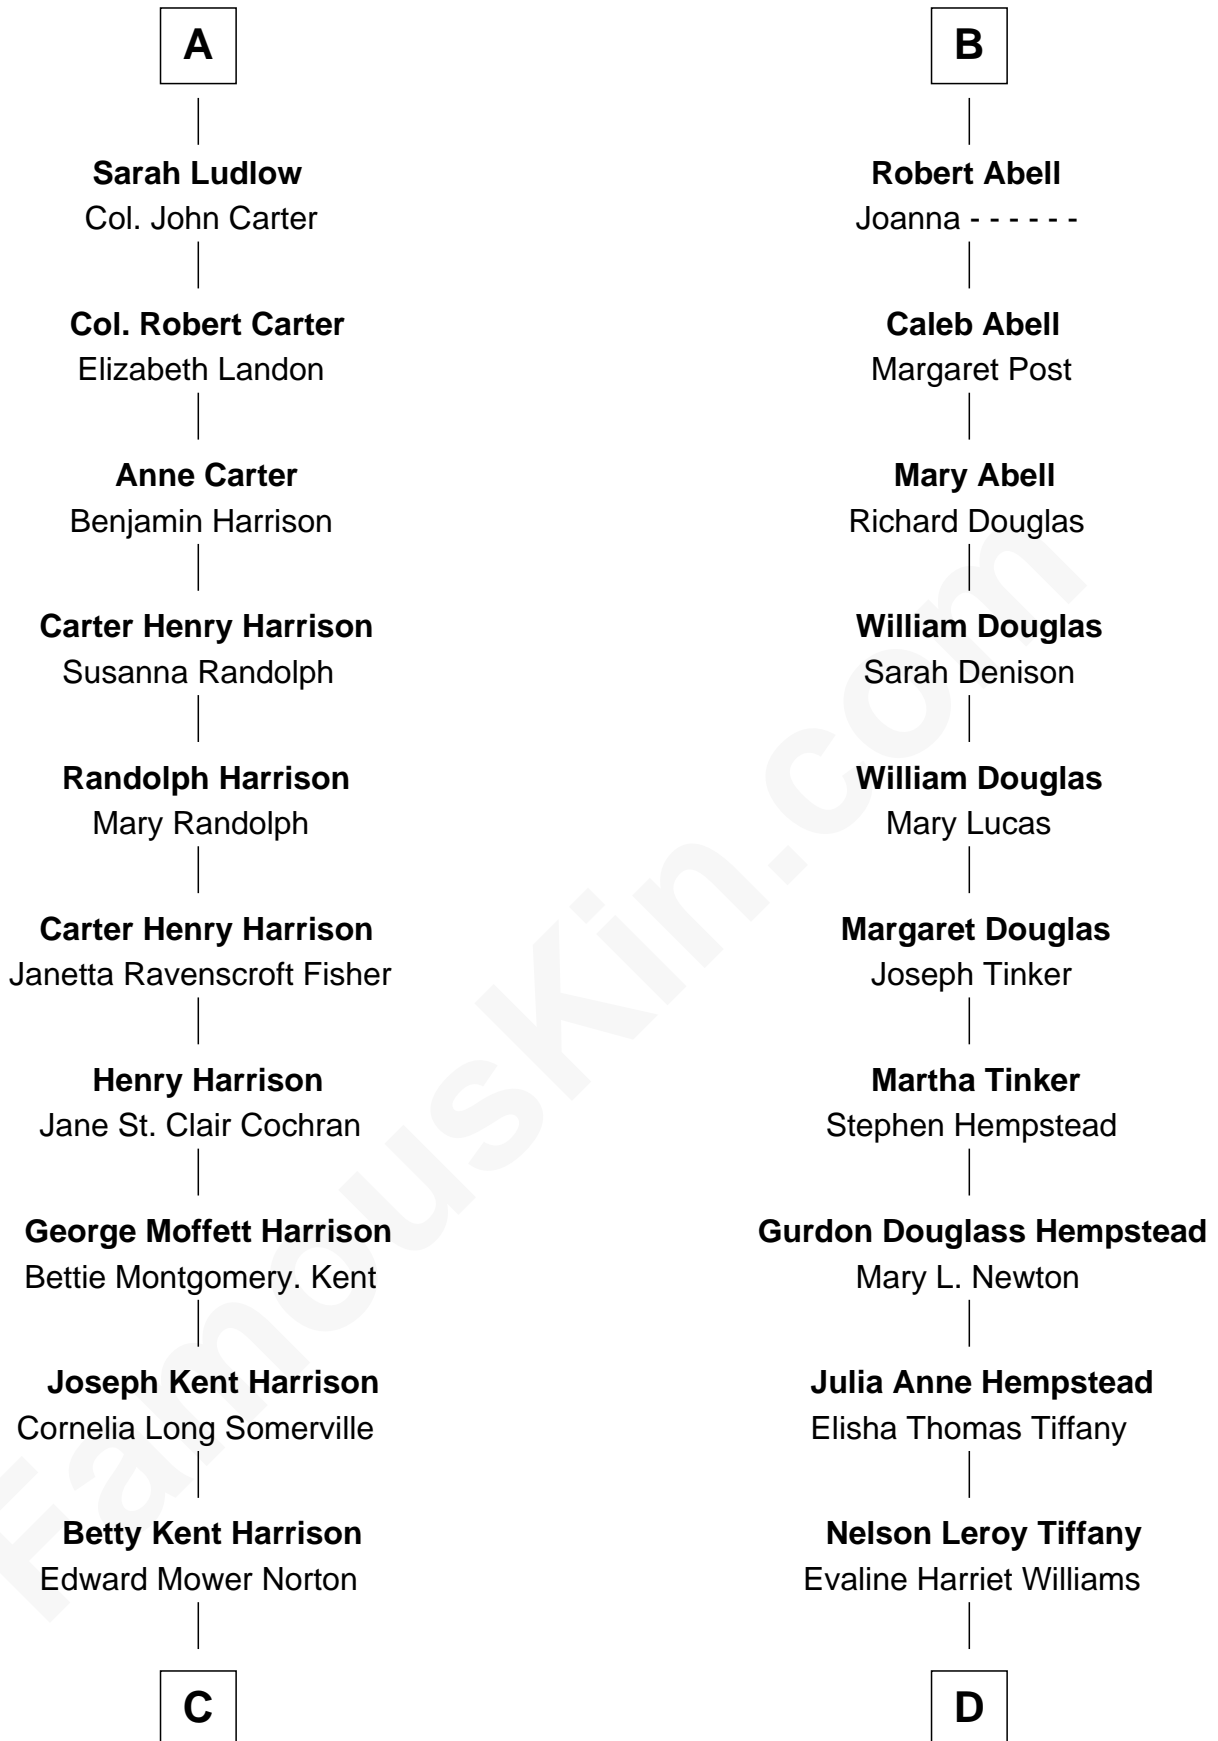 A
Sarah Ludlow
Col. John Carter
Col. Robert Carter
Elizabeth Landon
Anne Carter
Benjamin Harrison
Carter Henry Harrison
Susanna Randolph
Randolph Harrison
Mary Randolph
Carter Henry Harrison
Janetta Ravenscroft Fisher
Henry Harrison
Jane St. Clair Cochran
George Moffett Harrison
Bettie Montgomery. Kent
Joseph Kent Harrison
Cornelia Long Somerville
Betty Kent Harrison
Edward Mower Norton
C
B
Robert Abell
Joanna - - - - - -
Caleb Abell
Margaret Post
Mary Abell
Richard Douglas
William Douglas
Sarah Denison
William Douglas
Mary Lucas
Margaret Douglas
Joseph Tinker
Martha Tinker
Stephen Hempstead
Gurdon Douglass Hempstead
Mary L. Newton
Julia Anne Hempstead
Elisha Thomas Tiffany
Nelson Leroy Tiffany
Evaline Harriet Williams
D
FamousKin.com